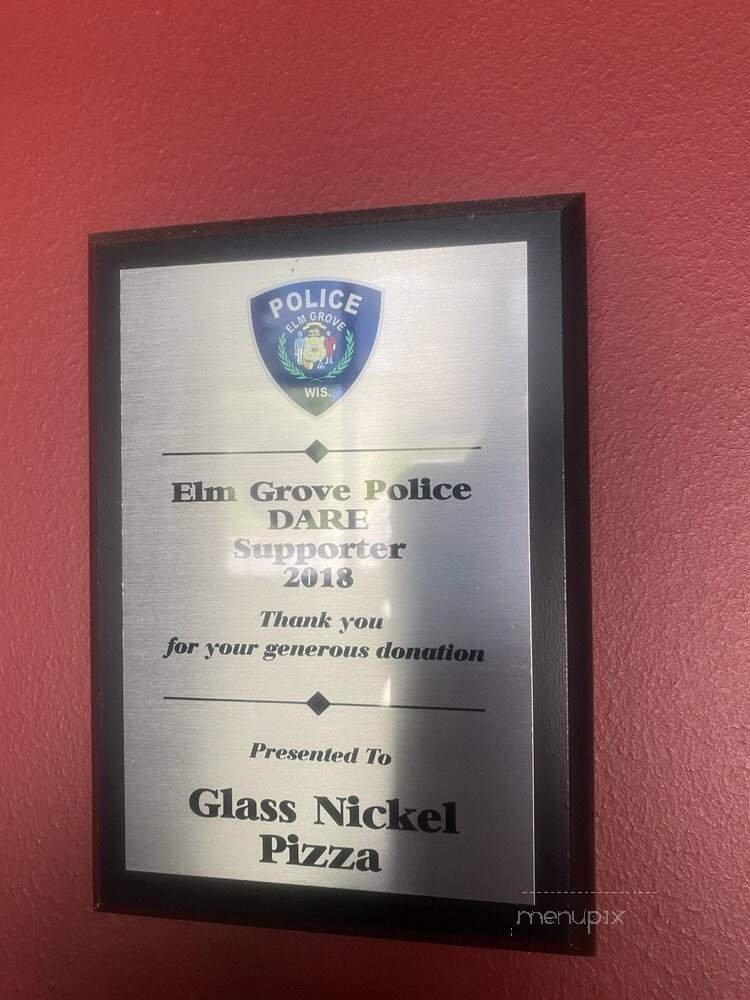 POLICE
ELM GROVE
WIS.
Elm Grove Police
DARE
Supporter
2018
Thank you
for your generous donation
Presented To
Glass Nickel
Pizza
menupix